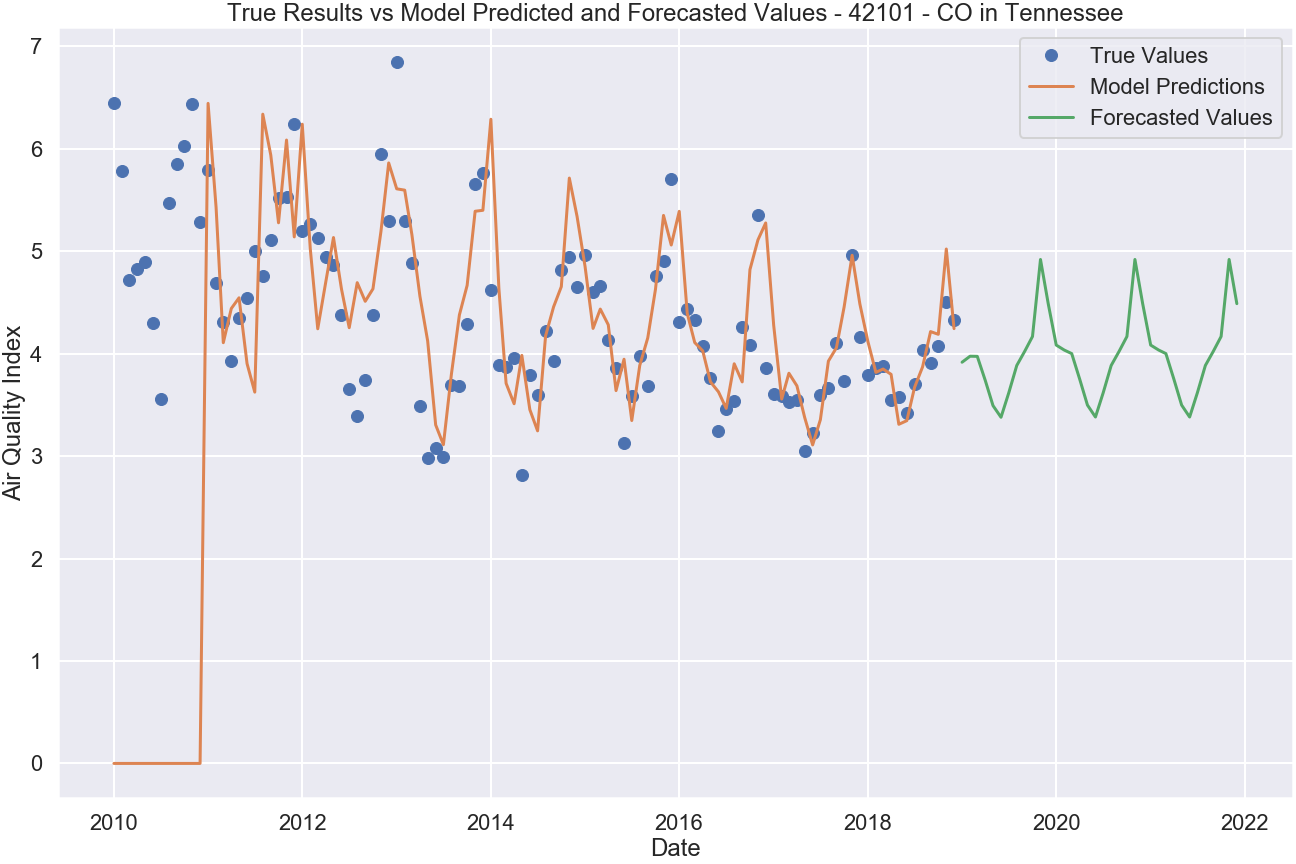 True Results vs Model Predicted and Forecasted Values - 42101 - CO in Tennessee
True Values
Model Predictions
Forecasted Values
Air Quality Index
7
6
5
4
3
2
1
0
2010 2012 2014 2016 2018 2020 2022
Date